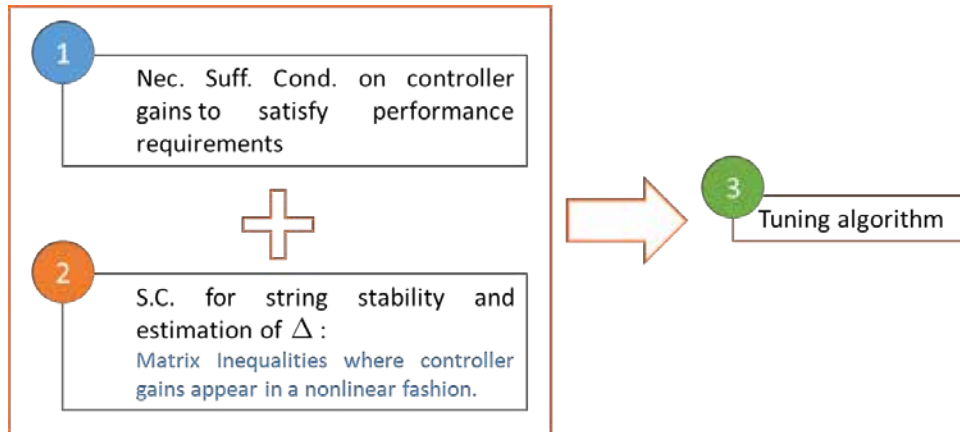 1
Nec. Suff. Cond. on controller
gains to satisfy performance
requirements
2
S.C. for string stability and
estimation of Δ :
Matrix Inequalities where controller
gains appear in a nonlinear fashion.
3
Tuning algorithm